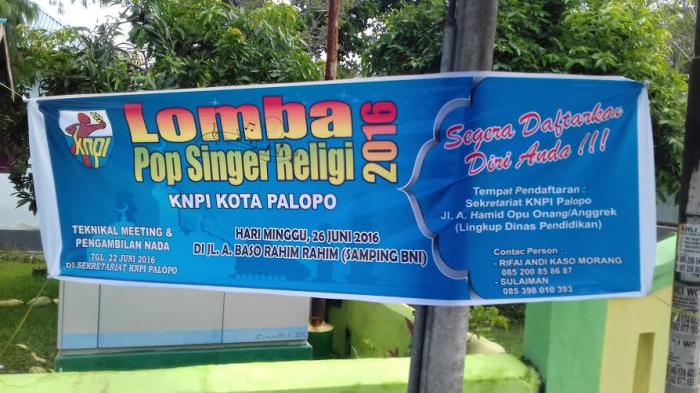 knpi
Lomba
Pop Singer Religi
2016
KNPI KOTA PALOPO
TEKNIKAL MEETING &
PENGAMBILAN NADA
TGL 22 JUNI 2016
DI SEKRETARIAT KNPI PALOPO
HARI MINGGU, 26 JUNI 2016
DI JL. A. BASO RAHIM RAHIM (SAMPING BNI)
Segera Daftarkan
Diri Anda !!!
Tempat Pendaftaran :
Sekretariat KNPI Palopo
Jl. A. Hamid Opu Onang/Anggrek
(Lingkup Dinas Pendidikan)
Contac Person :
- RIFAI ANDI KASO MORANG
085 200 85 86 87
- SULAIMAN
085 398 010 393